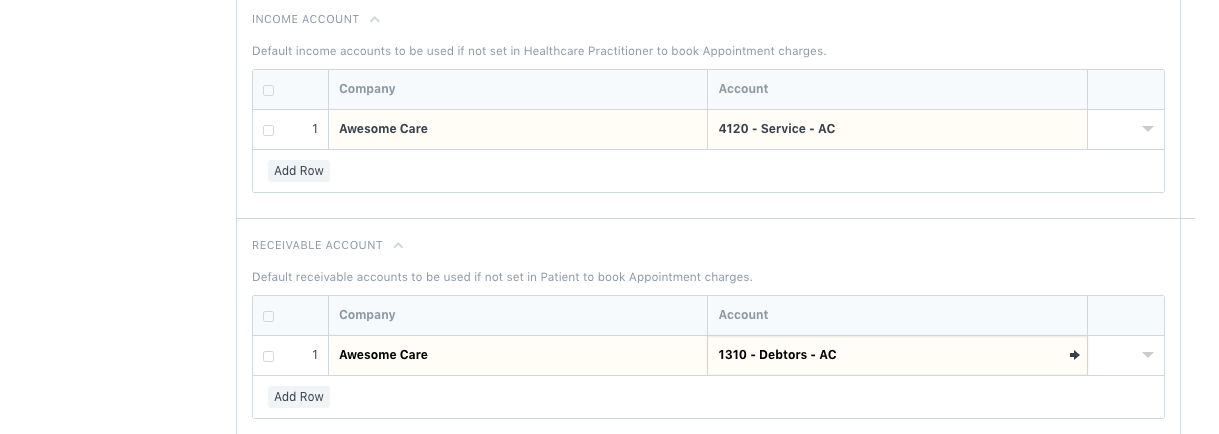 INCOME ACCOUNT
Default income accounts to be used if not set in Healthcare Practitioner to book Appointment charges.
Company Account
1 Awesome Care 4120 - Service - AC
Add Row
RECEIVABLE ACCOUNT
Default receivable accounts to be used if not set in Patient to book Appointment charges.
Company Account
1 Awesome Care 1310 - Debtors - AC
Add Row